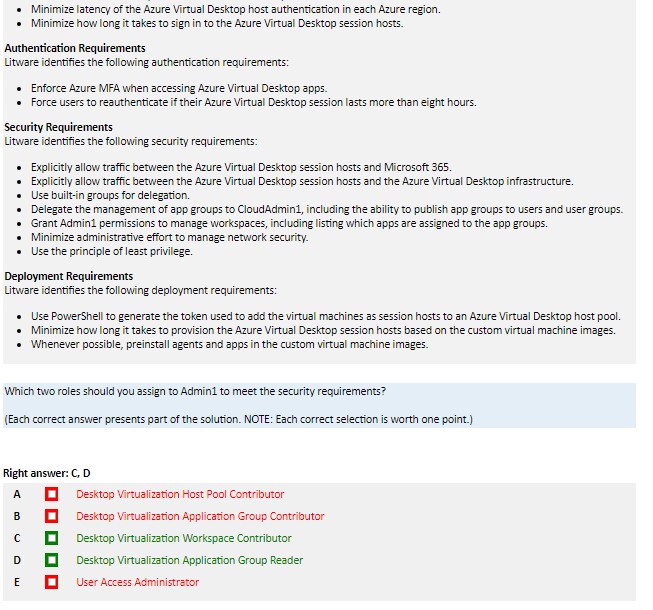 • Minimize latency of the Azure Virtual Desktop host authentication in each Azure region.
• Minimize how long it takes to sign in to the Azure Virtual Desktop session hosts.
Authentication Requirements
Litware identifies the following authentication requirements:
• Enforce Azure MFA when accessing Azure Virtual Desktop apps.
• Force users to reauthenticate if their Azure Virtual Desktop session lasts more than eight hours.
Security Requirements
Litware identifies the following security requirements:
• Explicitly allow traffic between the Azure Virtual Desktop session hosts and Microsoft 365.
• Explicitly allow traffic between the Azure Virtual Desktop session hosts and the Azure Virtual Desktop infrastructure.
• Use built-in groups for delegation.
• Delegate the management of app groups to CloudAdmin1, including the ability to publish app groups to users and user groups.
• Grant Admin1 permissions to manage workspaces, including listing which apps are assigned to the app groups.
• Minimize administrative effort to manage network security.
• Use the principle of least privilege.
Deployment Requirements
Litware identifies the following deployment requirements:
• Use PowerShell to generate the token used to add the virtual machines as session hosts to an Azure Virtual Desktop host pool.
• Minimize how long it takes to provision the Azure Virtual Desktop session hosts based on the custom virtual machine images.
• Whenever possible, preinstall agents and apps in the custom virtual machine images.
Which two roles should you assign to Admin1 to meet the security requirements?
(Each correct answer presents part of the solution. NOTE: Each correct selection is worth one point.)
Right answer: C, D
A Desktop Virtualization Host Pool Contributor
B Desktop Virtualization Application Group Contributor
C Desktop Virtualization Workspace Contributor
D Desktop Virtualization Application Group Reader
E User Access Administrator